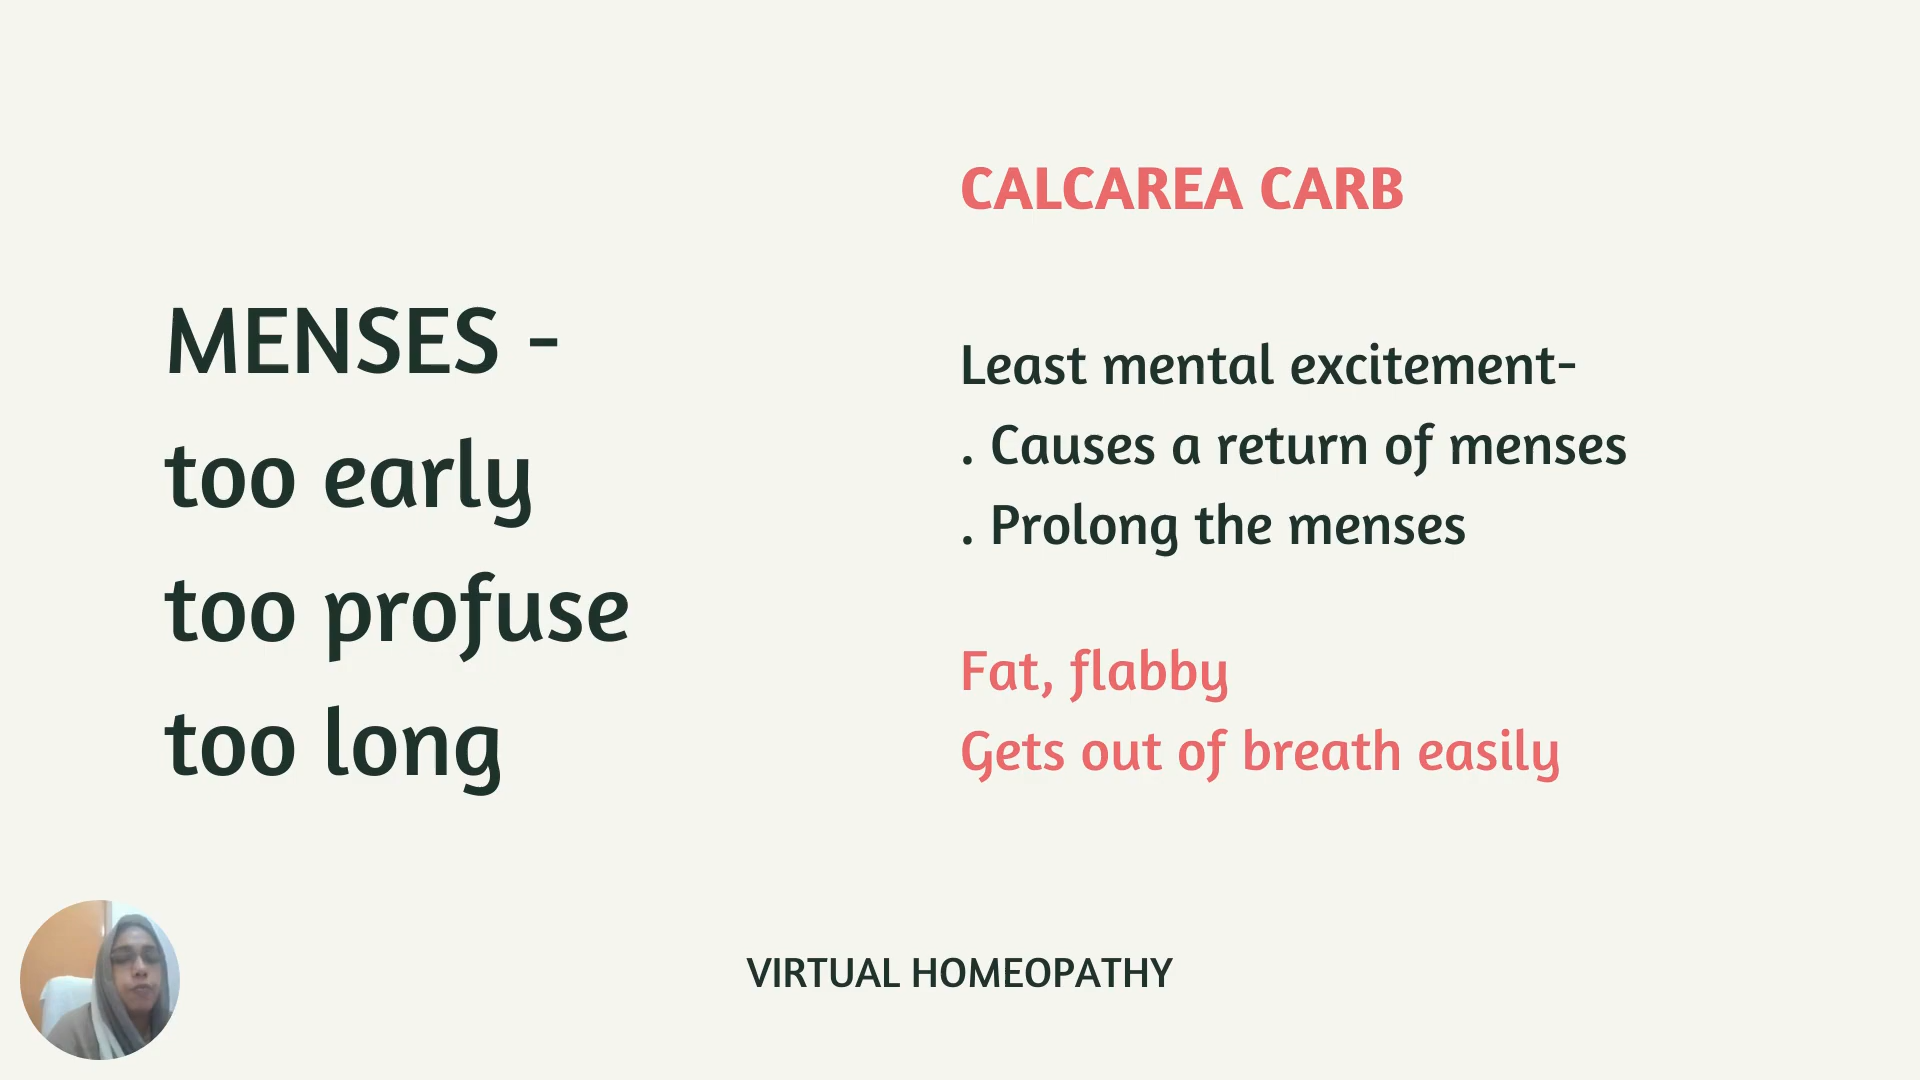 MENSES -
too early
too profuse
too long
CALCAREA CARB
Least mental excitement-
. Causes a return of menses
. Prolong the menses
Fat, flabby
Gets out of breath easily
VIRTUAL HOMEOPATHY